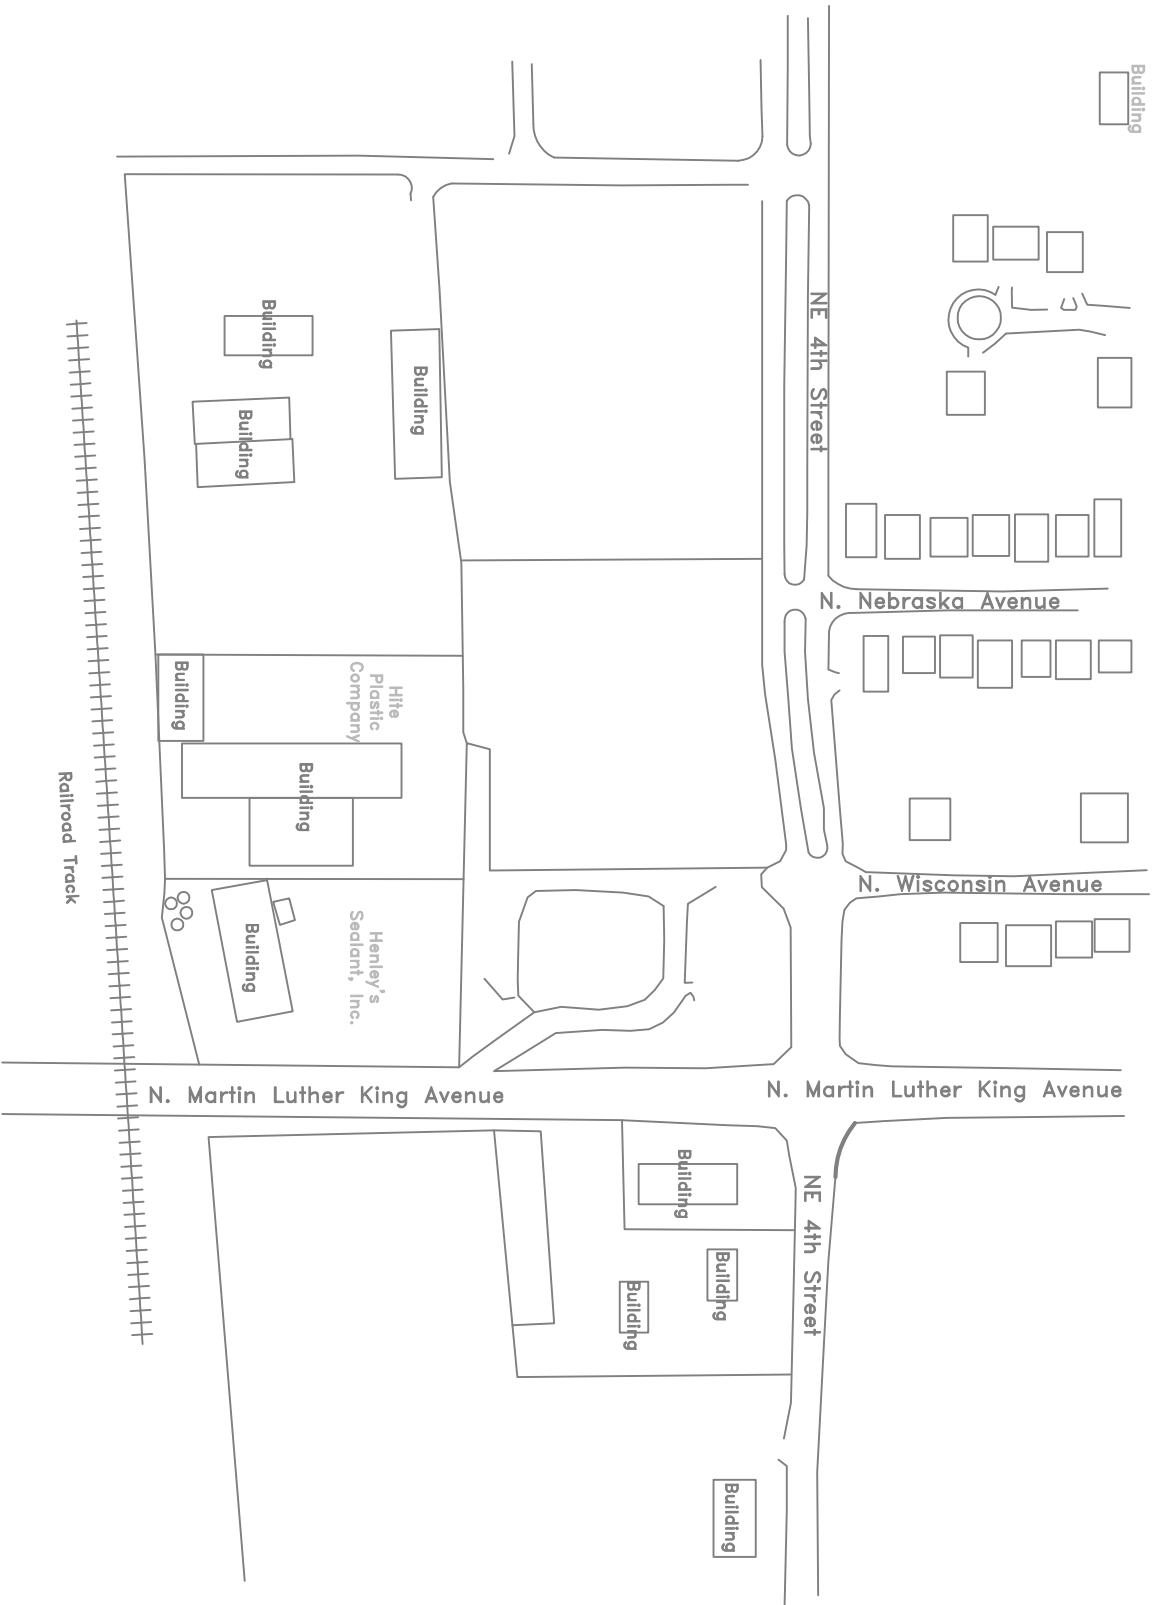 Building
NE 4th Street
Building
Building
Building
N. Nebraska Avenue
Building
Hite
Plastic
Company
Building
Railroad Track
N. Wisconsin Avenue
Building
Henley's
Sealant, Inc.
N. Martin Luther King Avenue
N. Martin Luther King Avenue
Building
NE 4th Street
Building
Building
Building